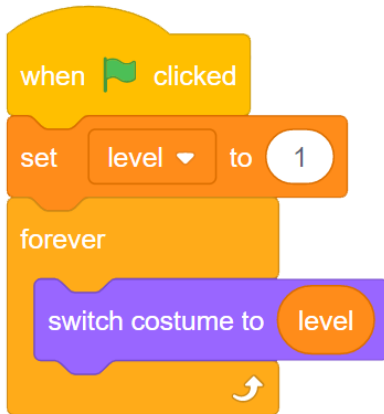 when clicked
set level to 1
forever
switch costume to level